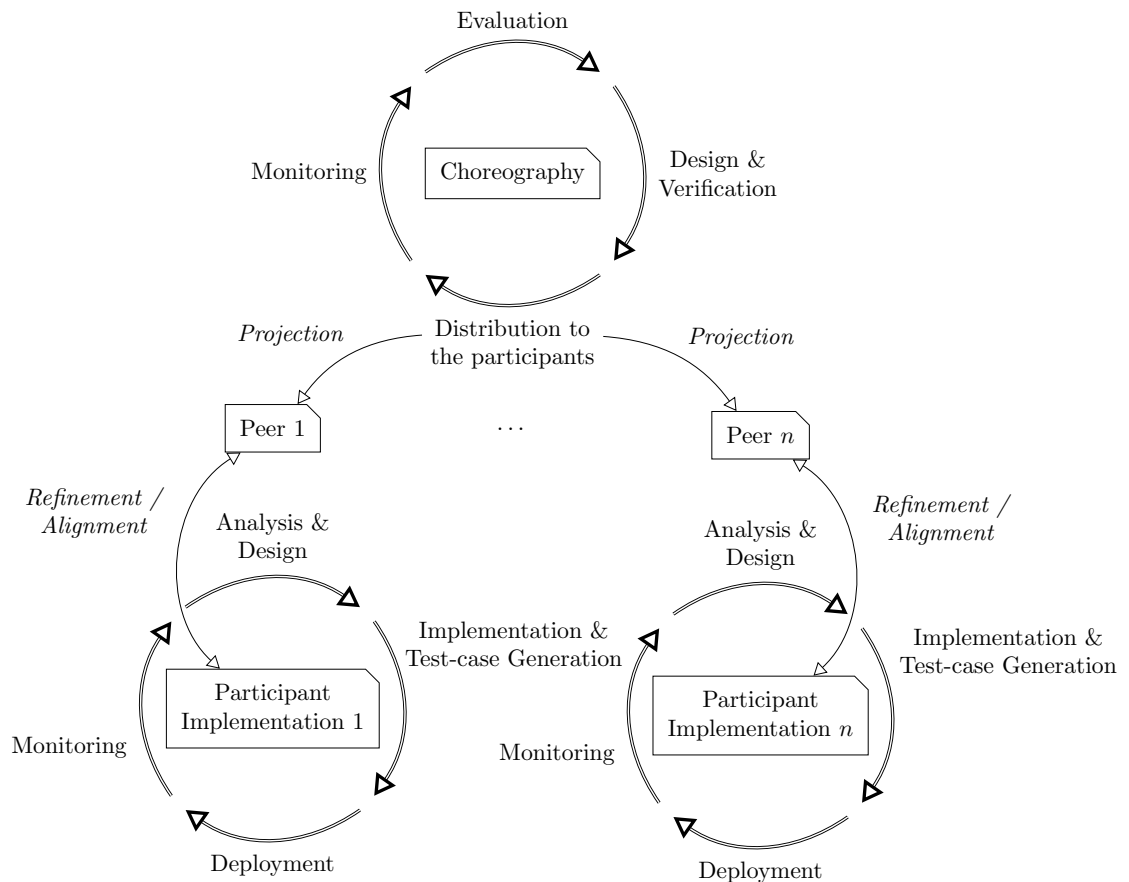 Evaluation
Monitoring
Choreography
Design &
Verification
Distribution to
the participants
Projection
Projection
Peer 1
...
Peer n
Refinement /
Alignment
Analysis &
Design
Implementation &
Test-case Generation
Participant
Implementation 1
Monitoring
Deployment
Refinement /
Alignment
Analysis &
Design
Implementation &
Test-case Generation
Participant
Implementation n
Monitoring
Deployment